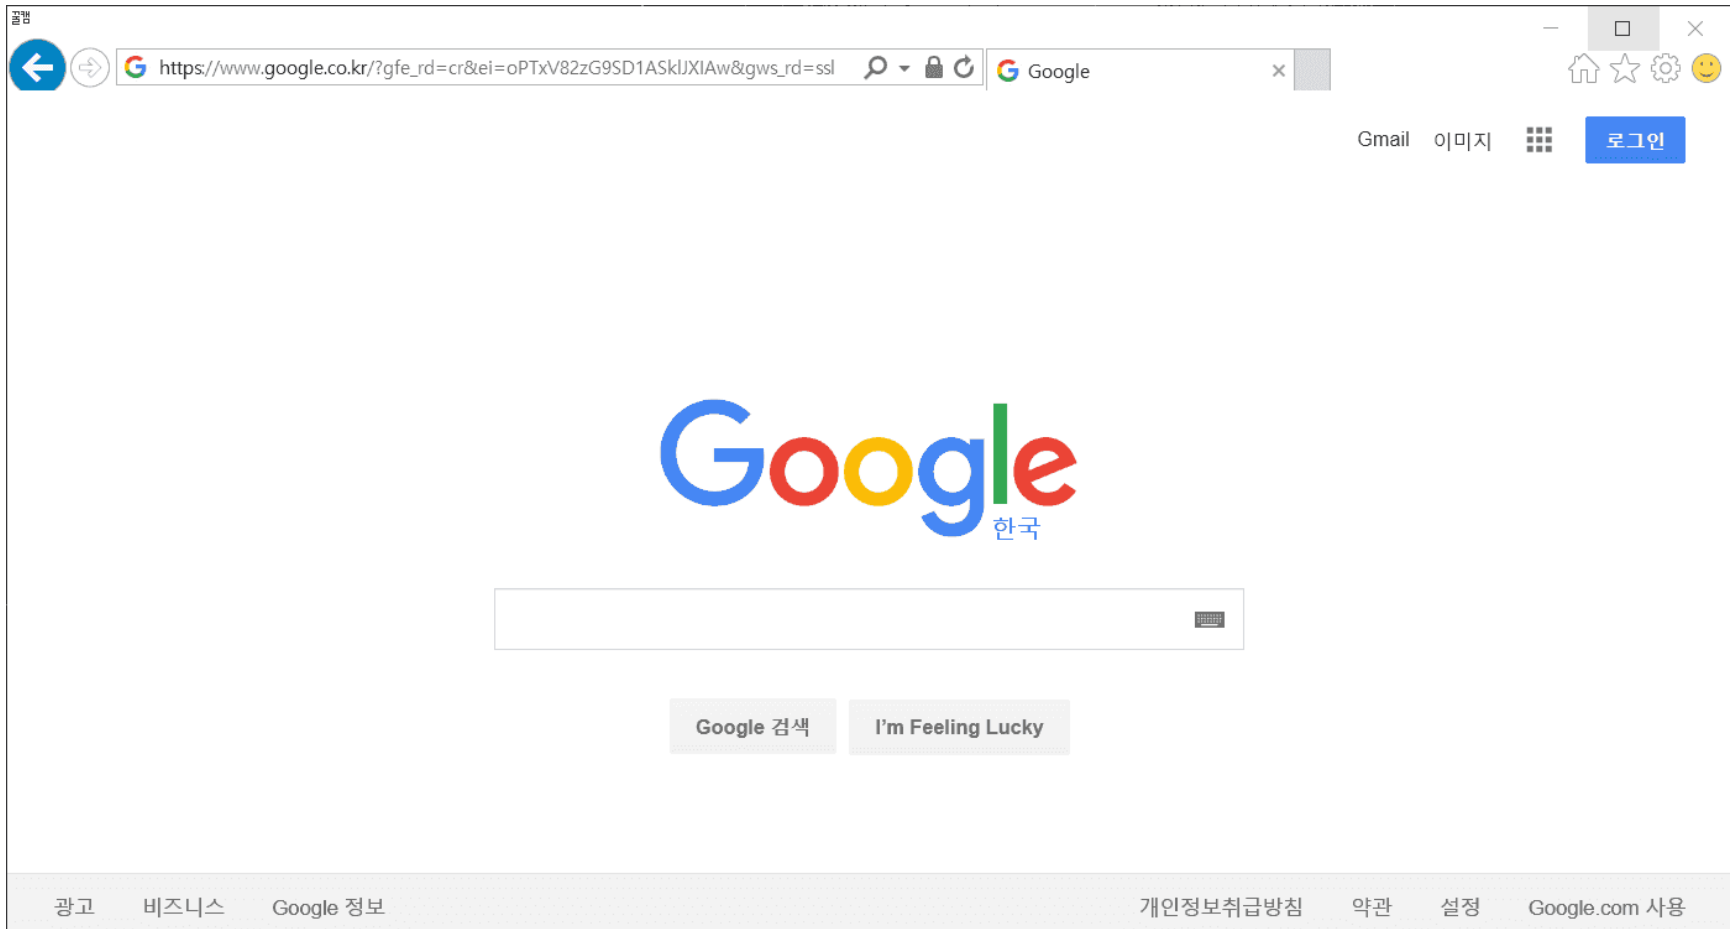 꿀캠
https://www.google.co.kr/?gfe_rd=cr&ei=oPTxV82zG9SD1ASklJXIAw&gws_rd=ssl
Google
Gmail 이미지 로그인
Google
한국
Google 검색 I'm Feeling Lucky
광고 비즈니스 Google 정보 개인정보취급방침 약관 설정 Google.com 사용